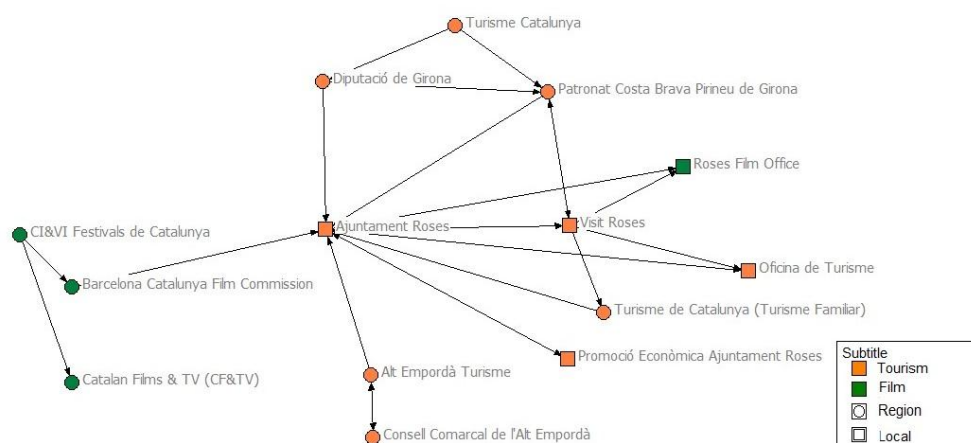 Turisme Catalunya
Diputació de Girona
Patronat Costa Brava Pirineu de Girona
Roses Film Office
Ajuntament Roses
Visit Roses
CI&VI Festivals de Catalunya
Oficina de Turisme
Barcelona Catalunya Film Commission
Turisme de Catalunya (Turisme Familiar)
Promoció Econòmica Ajuntament Roses
Catalan Films & TV (CF&TV)
Alt Empordà Turisme
Consell Comarcal de l'Alt Empordà
Subtitle
Tourism
Film
Region
Local